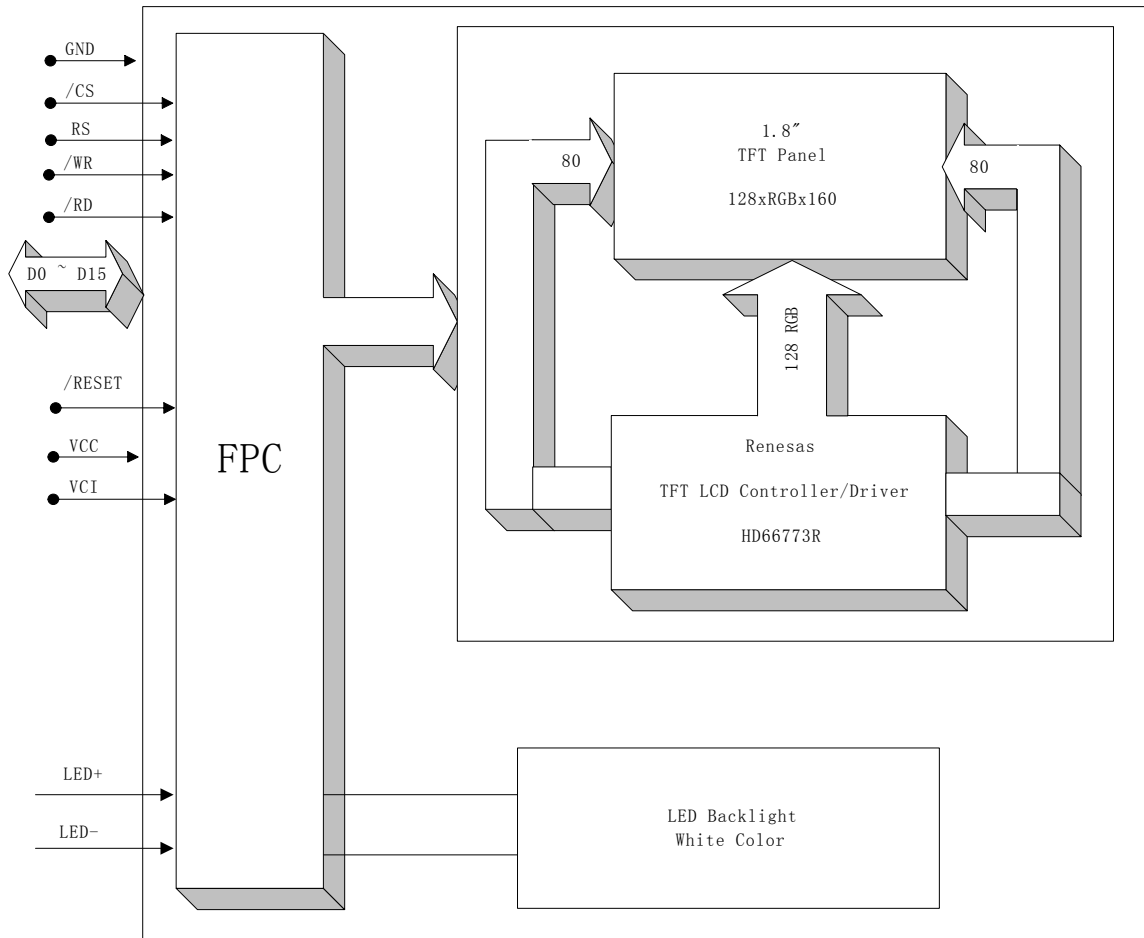 GND
/CS
RS
/WR
/RD
D0 ~ D15
/RESET
VCC
VCI
LED+
LED-
FPC
1.8″
TFT Panel
128xRGBx160
80
80
128 RGB
Renesas
TFT LCD Controller/Driver
HD66773R
LED Backlight
White Color